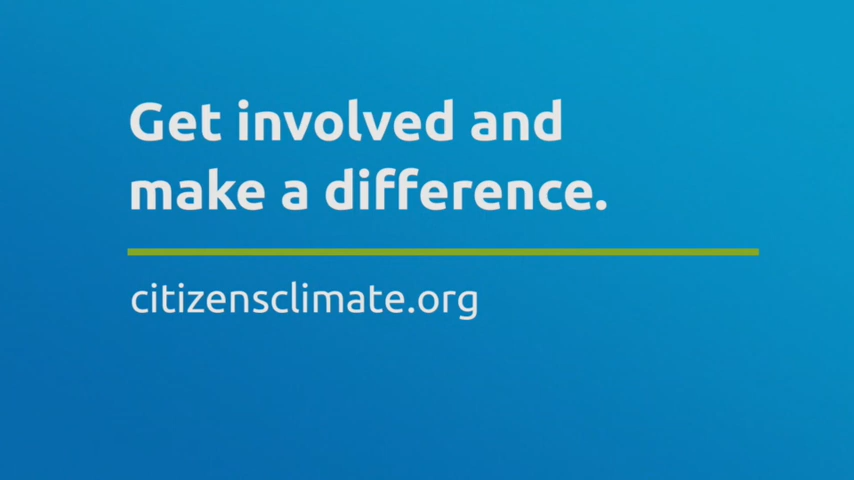 Get involved and
make a difference.
citizensclimate.org